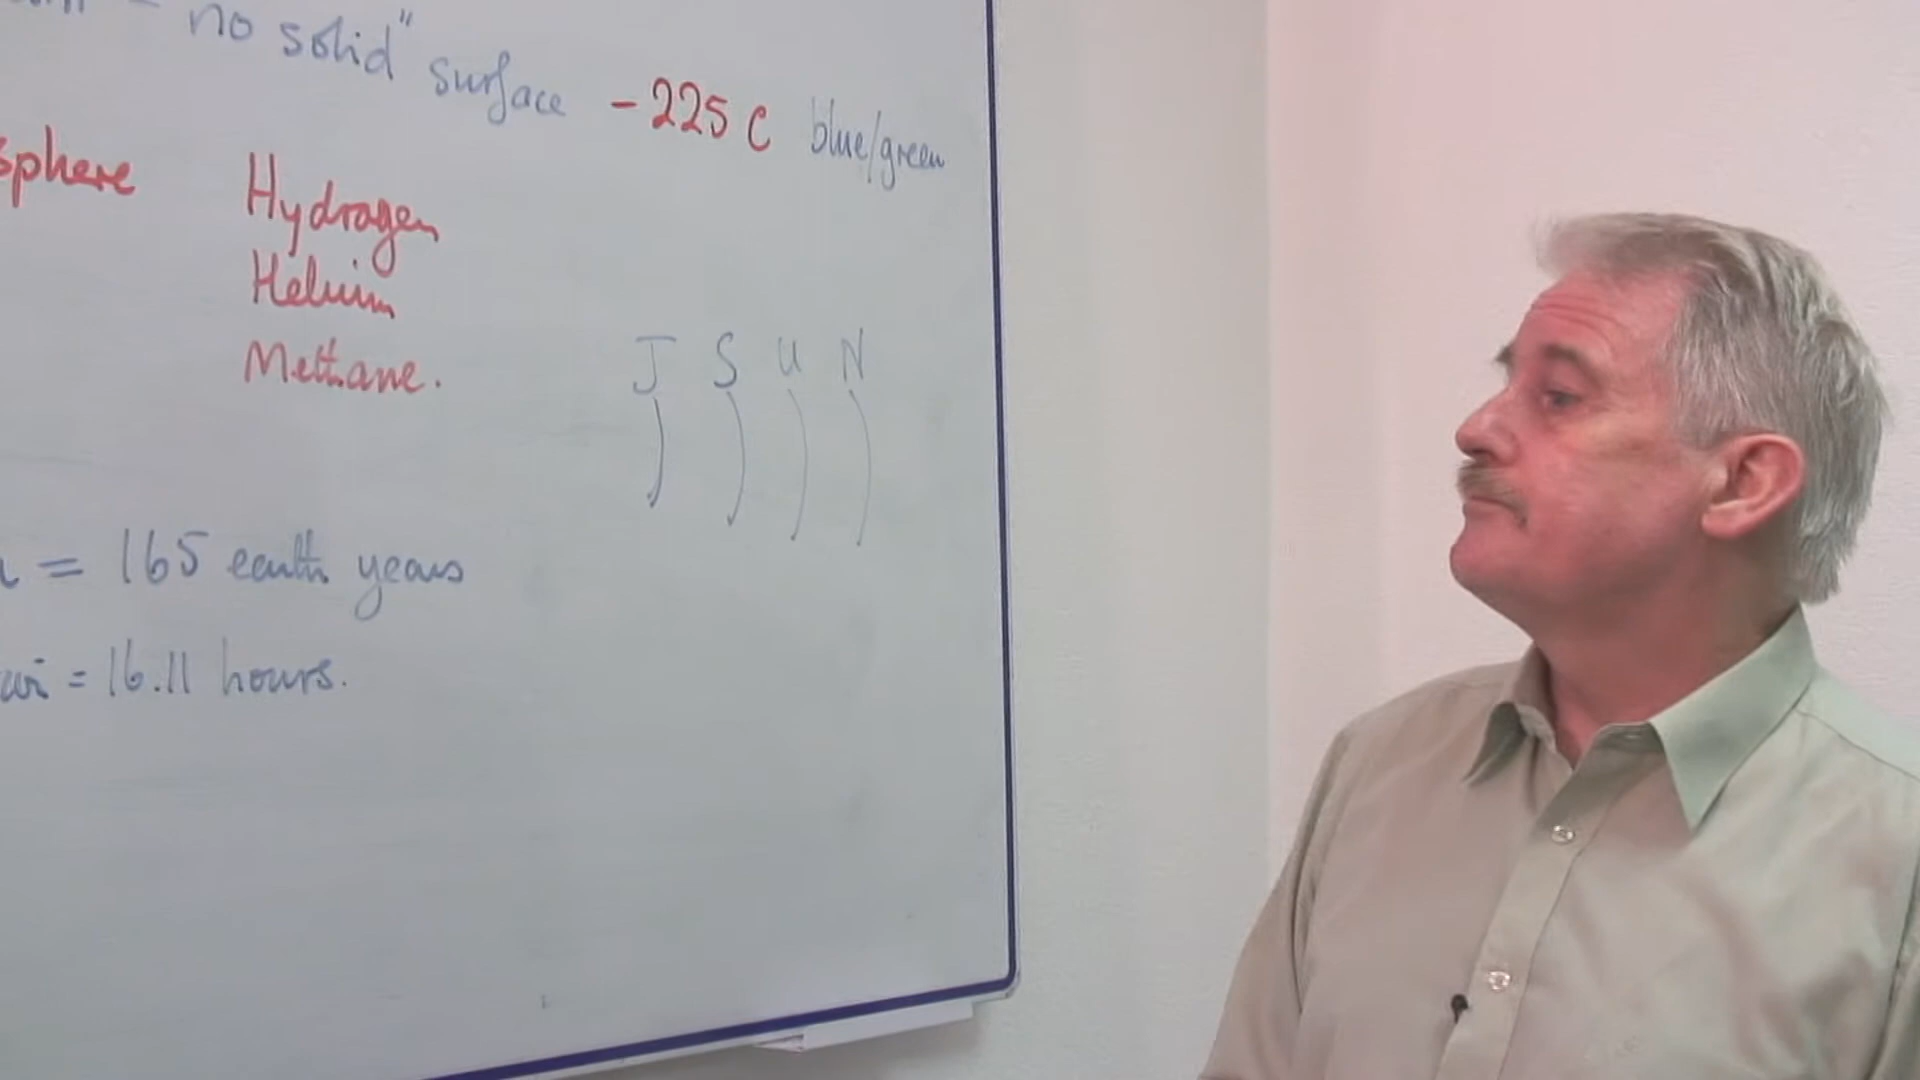 no solid" surface -225 C blue/green
sphere Hydrogen
Helium
Methane.
J S U N
= 165 earth years
= 16.11 hours.